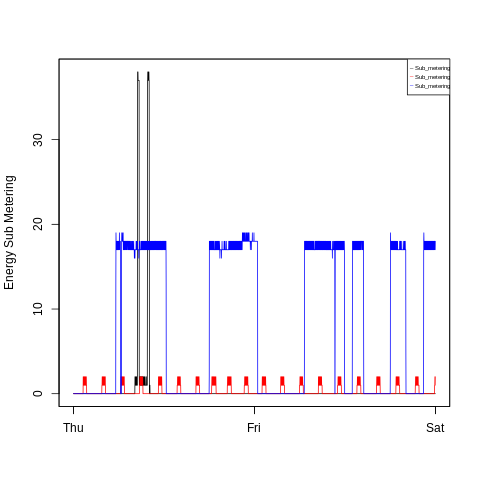 Sub_metering
Sub_metering
Sub_metering
Energy Sub Metering
30
20
10
0
Thu Fri Sat